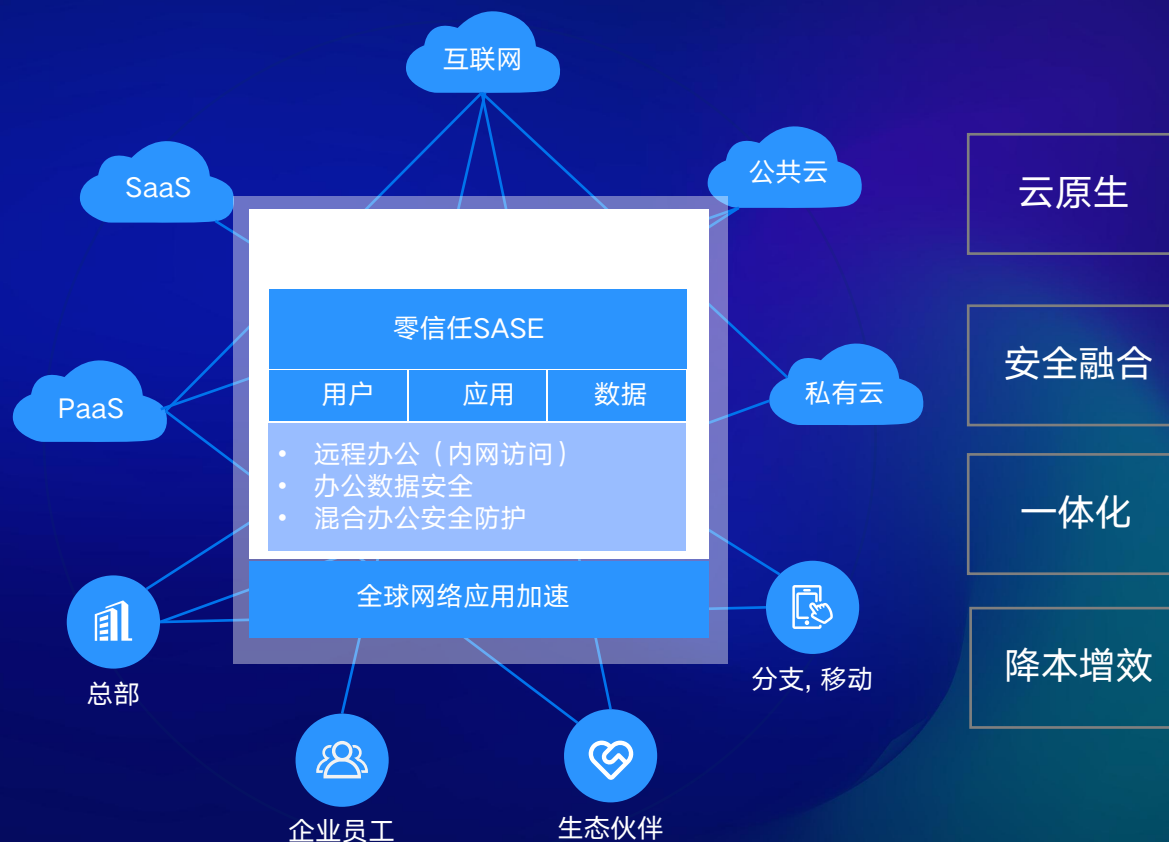 互联网
SaaS
公共云
云原生
零信任SASE
安全融合
用户
应用
数据
私有云
PaaS
• 远程办公（内网访问）
• 办公数据安全
• 混合办公安全防护
一体化
全球网络应用加速
总部
分支, 移动
降本增效
企业员工
生态伙伴